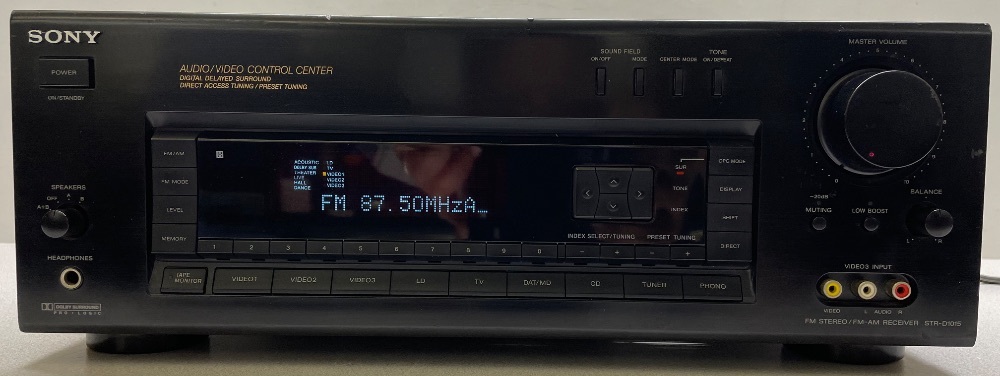 SONY
POWER
ON/STANDBY
AUDIO/VIDEO CONTROL CENTER
DIGITAL DELAYED SURROUND
DIRECT ACCESS TUNING / PRESET TUNING
SOUND FIELD
ON/OFF MODE CENTER MODE
TONE
ON/DEFEAT
MASTER VOLUME
0 10
FM/AM
FM MODE
LEVEL
MEMORY
ACOUSTIC LD
DELBY SUR TV
THEATER VIDEO1
LIVE VIDEO2
HALL VIDEO3
DANCE
FM 87.50MHzA
SUR
TONE
INDEX
INDEX SELECT/TUNING PRESET TUNING
DISPLAY
SHIFT
DIRECT
1 2 3 4 5 6 7 8 9 0 − + − +
TAPE MONITOR
VIDEO1 VIDEO2 VIDEO3 LD TV DAT/MD CD TUNER PHONO
SPEAKERS
OFF A B A+B
HEADPHONES
DOLBY SURROUND
PRO • LOGIC
−20dB
MUTING
LOW BOOST
BALANCE
L R
VIDEO3 INPUT
VIDEO L AUDIO R
FM STEREO/FM-AM RECEIVER STR-D1015